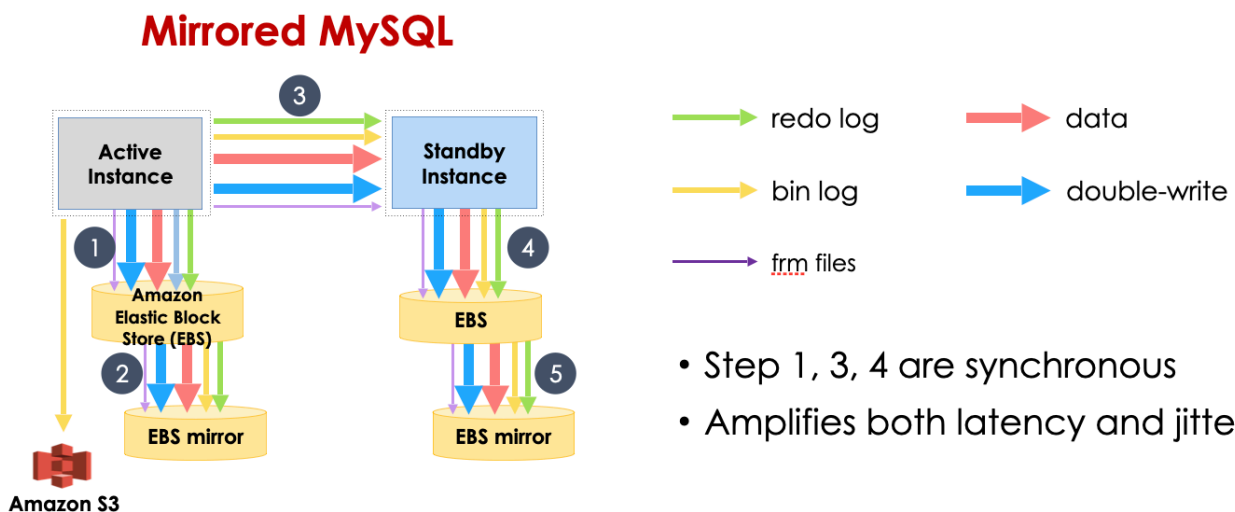 Mirrored MySQL
3
Active
Instance
Standby
Instance
redo log
data
bin log
double-write
frm files
1
4
Amazon
Elastic Block
Store (EBS)
EBS
2
5
EBS mirror
EBS mirror
Amazon S3
• Step 1, 3, 4 are synchronous
• Amplifies both latency and jitte